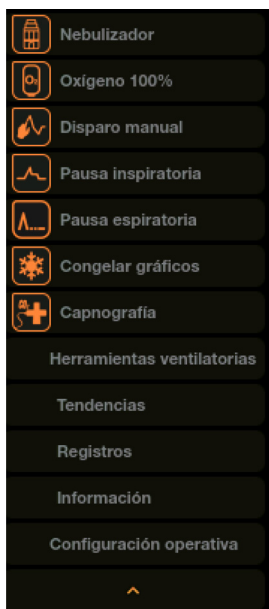 Nebulizador
O₂
Oxígeno 100%
Disparo manual
Pausa inspiratoria
Pausa espiratoria
Congelar gráficos
Capnografía
Herramientas ventilatorias
Tendencias
Registros
Información
Configuración operativa